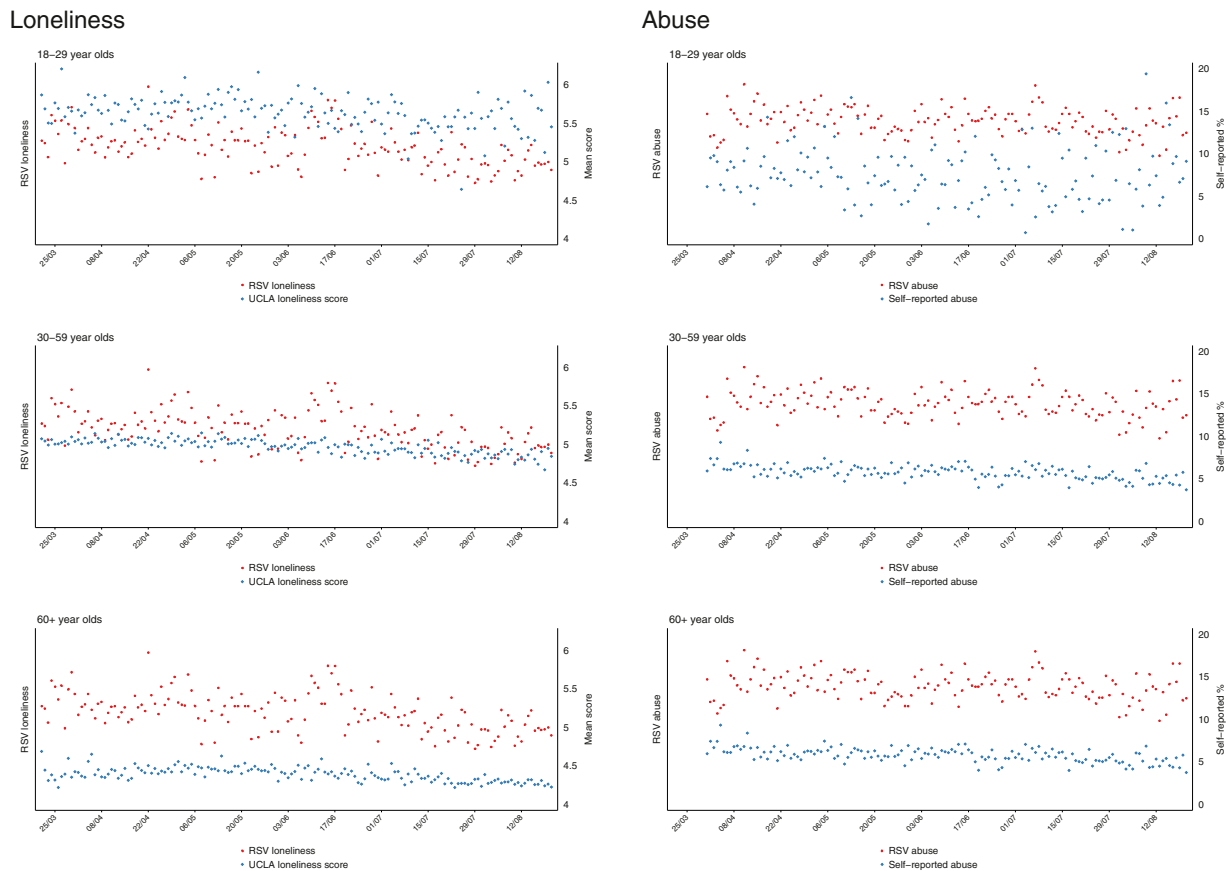 Loneliness
18–29 year olds
RSV loneliness
6
5.5
5
4.5
4
Mean score
25/03 08/04 22/04 06/05 20/05 03/06 17/06 01/07 15/07 29/07 12/08
RSV loneliness
UCLA loneliness score
30–59 year olds
RSV loneliness
6
5.5
5
4.5
4
Mean score
25/03 08/04 22/04 06/05 20/05 03/06 17/06 01/07 15/07 29/07 12/08
RSV loneliness
UCLA loneliness score
60+ year olds
RSV loneliness
6
5.5
5
4.5
4
Mean score
25/03 08/04 22/04 06/05 20/05 03/06 17/06 01/07 15/07 29/07 12/08
RSV loneliness
UCLA loneliness score
Abuse
18–29 year olds
RSV abuse
20
15
10
5
0
Self-reported %
25/03 08/04 22/04 06/05 20/05 03/06 17/06 01/07 15/07 29/07 12/08
RSV abuse
Self-reported abuse
30–59 year olds
RSV abuse
20
15
10
5
0
Self-reported %
25/03 08/04 22/04 06/05 20/05 03/06 17/06 01/07 15/07 29/07 12/08
RSV abuse
Self-reported abuse
60+ year olds
RSV abuse
20
15
10
5
0
Self-reported %
25/03 08/04 22/04 06/05 20/05 03/06 17/06 01/07 15/07 29/07 12/08
RSV abuse
Self-reported abuse